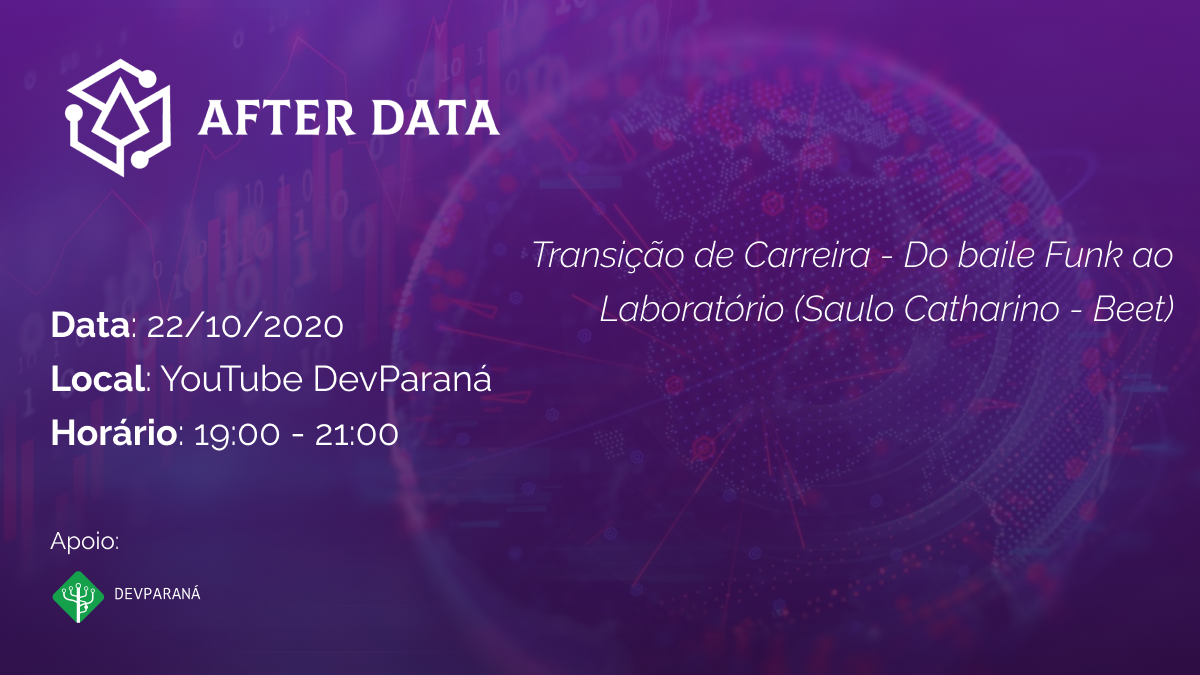 AFTER DATA
Transição de Carreira - Do baile Funk ao
Laboratório (Saulo Catharino - Beet)
Data: 22/10/2020
Local: YouTube DevParaná
Horário: 19:00 - 21:00
Apoio:
DEVPARANÁ